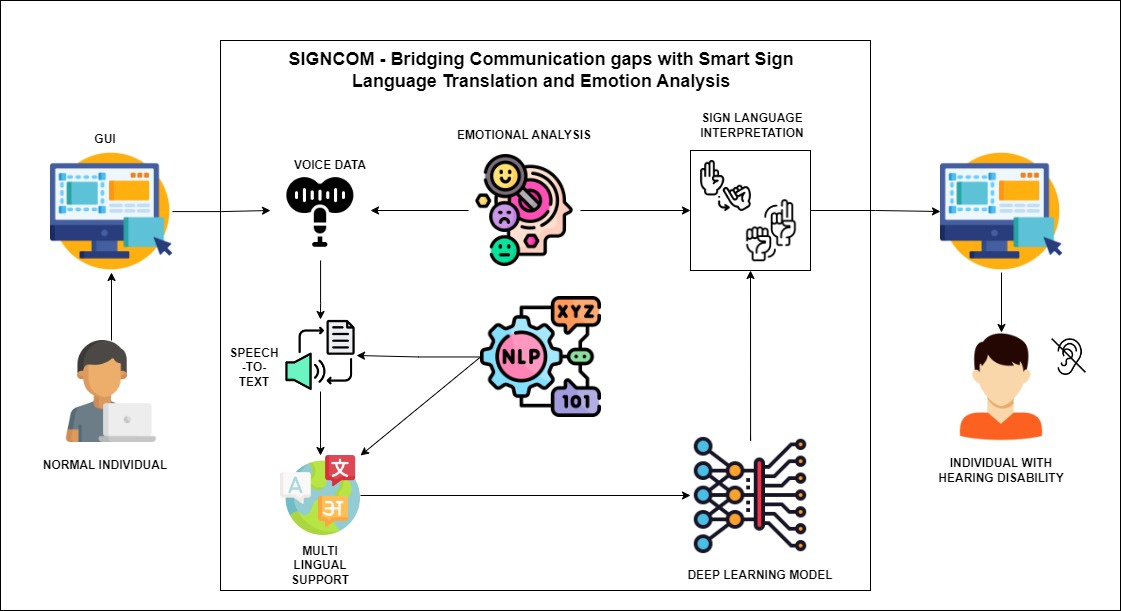 SIGNCOM - Bridging Communication gaps with Smart Sign
Language Translation and Emotion Analysis
GUI
VOICE DATA
EMOTIONAL ANALYSIS
SIGN LANGUAGE
INTERPRETATION
SPEECH
-TO-
TEXT
XYZ
NLP
101
NORMAL INDIVIDUAL
INDIVIDUAL WITH
HEARING DISABILITY
A
文
अ
MULTI
LINGUAL
SUPPORT
DEEP LEARNING MODEL